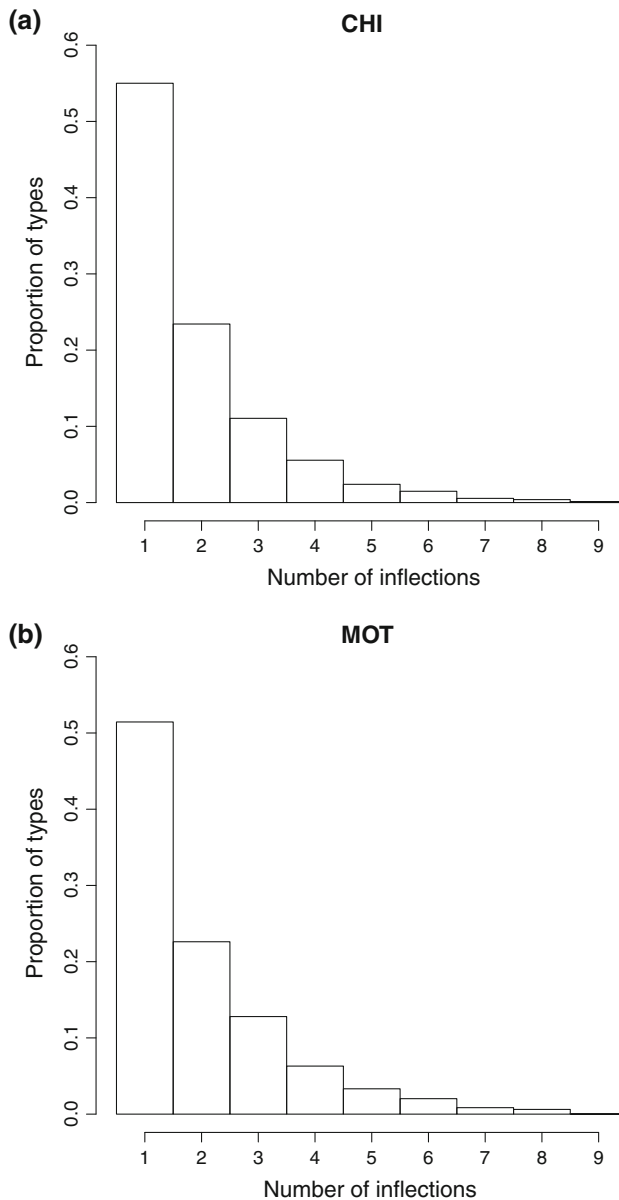 (a)
CHI
Proportion of types
0.6
0.5
0.4
0.3
0.2
0.1
0.0
1 2 3 4 5 6 7 8 9
Number of inflections
(b)
MOT
Proportion of types
0.6
0.5
0.4
0.3
0.2
0.1
0.0
1 2 3 4 5 6 7 8 9
Number of inflections